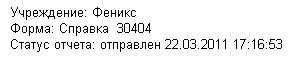 Учреждение: Феникс
Форма: Справка 30404
Статус отчета: отправлен 22.03.2011 17:16:53